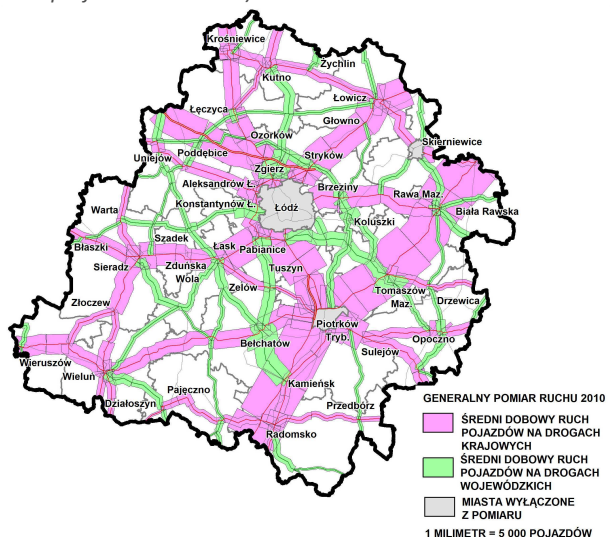 Krośniewice
Żychlin
Kutno
Łowicz
Łęczyca
Głowno
Ozorków
Skierniewice
Poddębice
Stryków
Uniejów
Zgierz
Aleksandrów Ł.
Brzeziny
Rawa Maz.
Konstantynów Ł.
Łódź
Biała Rawska
Warta
Koluszki
Szadek
Błaszki
Łask
Pabianice
Sieradz
Zduńska
Wola
Tuszyn
Zelów
Tomaszów
Maz.
Drzewica
Złoczew
Piotrków
Tryb.
Opoczno
Bełchatów
Sulejów
Wieruszów
Wieluń
Kamieńsk
Pajęczno
Działoszyn
Przedbórz
Radomsko
GENERALNY POMIAR RUCHU 2010
ŚREDNI DOBOWY RUCH
POJAZDÓW NA DROGACH
KRAJOWYCH
ŚREDNI DOBOWY RUCH
POJAZDÓW NA DROGACH
WOJEWÓDZKICH
MIASTA WYŁĄCZONE
Z POMIARU
1 MILIMETR = 5 000 POJAZDÓW